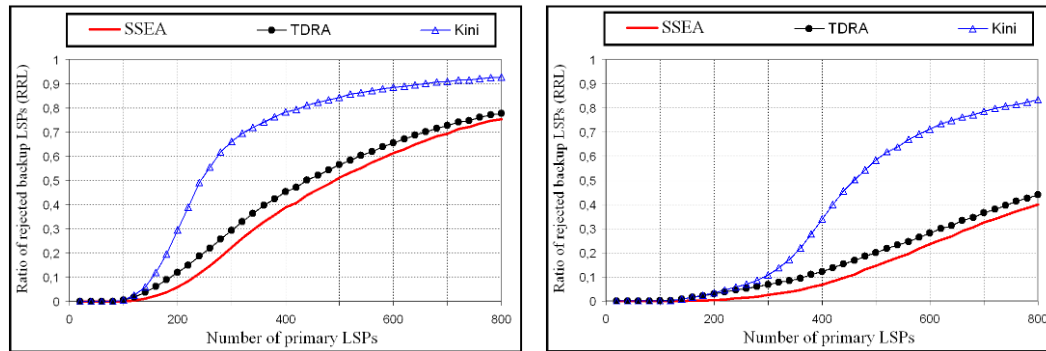 SSEA TDRA Kini
Ratio of rejected backup LSPs (RRL)
1
0,9
0,8
0,7
0,6
0,5
0,4
0,3
0,2
0,1
0
0 200 400 600 800
Number of primary LSPs
SSEA TDRA Kini
Ratio of rejected backup LSPs (RRL)
1
0,9
0,8
0,7
0,6
0,5
0,4
0,3
0,2
0,1
0
0 200 400 600 800
Number of primary LSPs